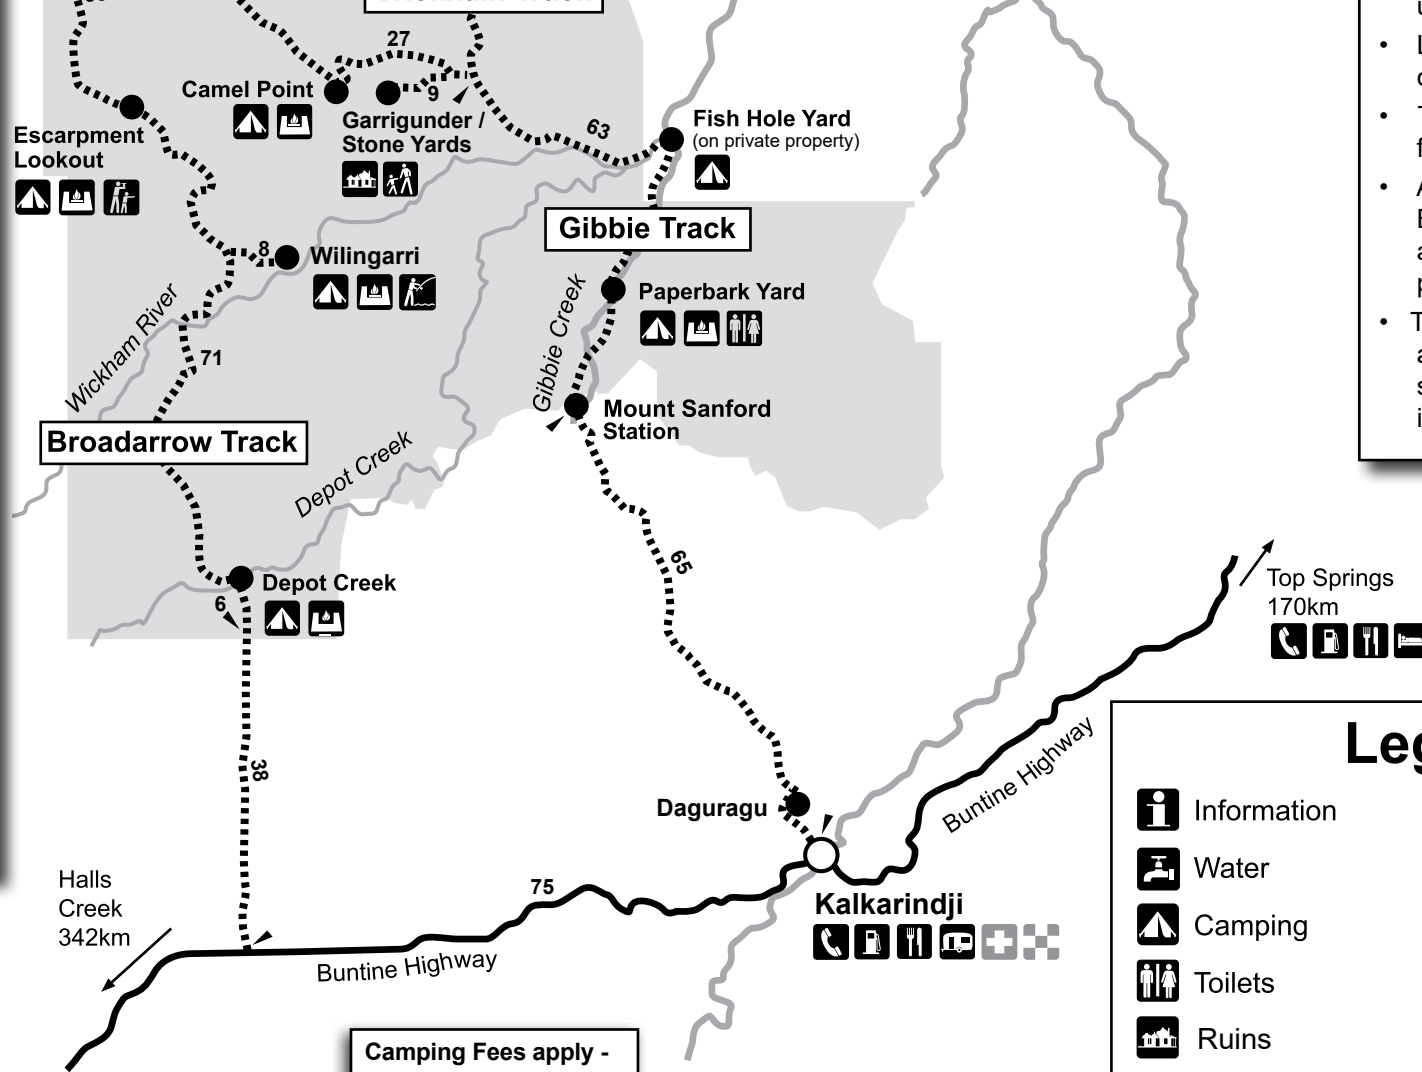 27
Camel Point
9
Garrigunder /
Stone Yards
Escarpment
Lookout
63
Fish Hole Yard
(on private property)
Gibbie Track
8
Wilingarri
Paperbark Yard
Wickham River
71
Gibbie Creek
Mount Sanford
Station
Broadarrow Track
Depot Creek
65
Depot Creek
6
Top Springs
170km
38
Buntine Highway
Daguragu
Kalkarindji
75
Halls
Creek
342km
Buntine Highway
Information
Water
Camping
Toilets
Ruins
Camping Fees apply -